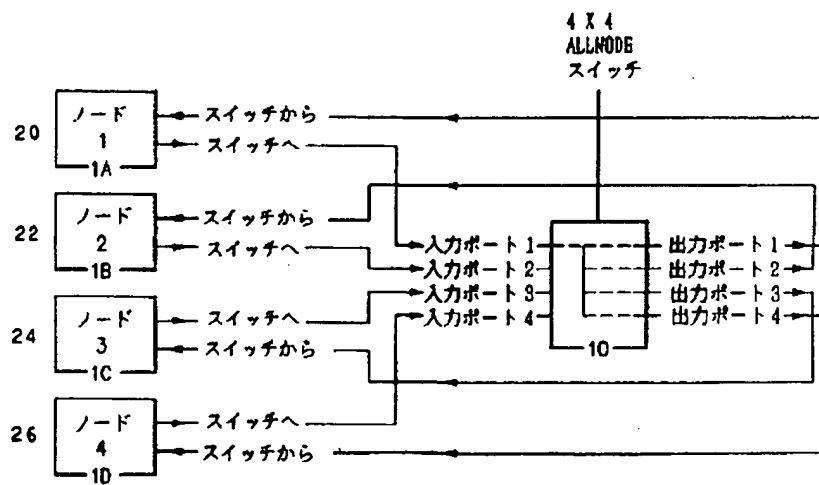 4 X 4
ALLNODE
スイッチ
20
ノード
1
1A
スイッチから
スイッチへ
22
ノード
2
1B
スイッチから
スイッチへ
入力ポート1
入力ポート2
入力ポート3
入力ポート4
10
出力ポート1
出力ポート2
出力ポート3
出力ポート4
24
ノード
3
1C
スイッチへ
スイッチから
26
ノード
4
1D
スイッチへ
スイッチから